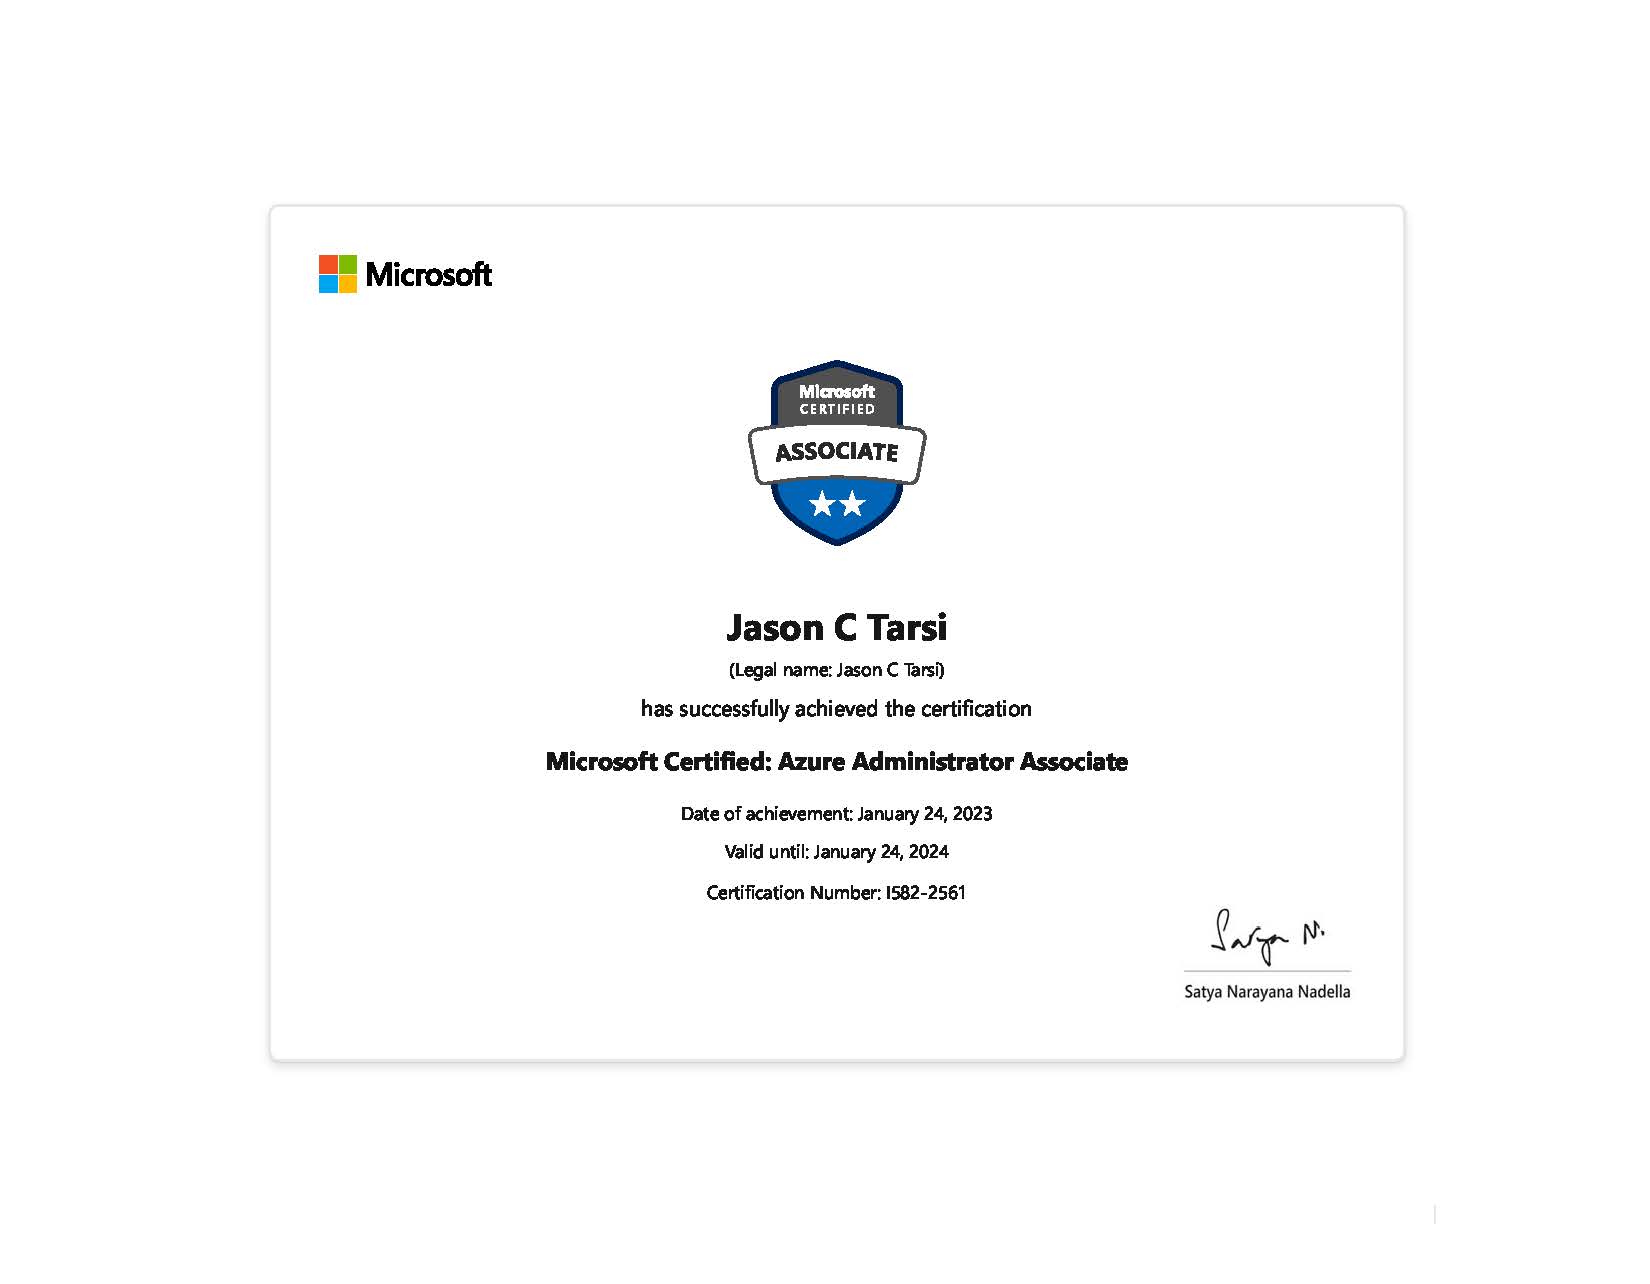 Microsoft
Microsoft
CERTIFIED
ASSOCIATE
Jason C Tarsi
(Legal name: Jason C Tarsi)
has successfully achieved the certification
Microsoft Certified: Azure Administrator Associate
Date of achievement: January 24, 2023
Valid until: January 24, 2024
Certification Number: I582-2561
Satya N.
Satya Narayana Nadella